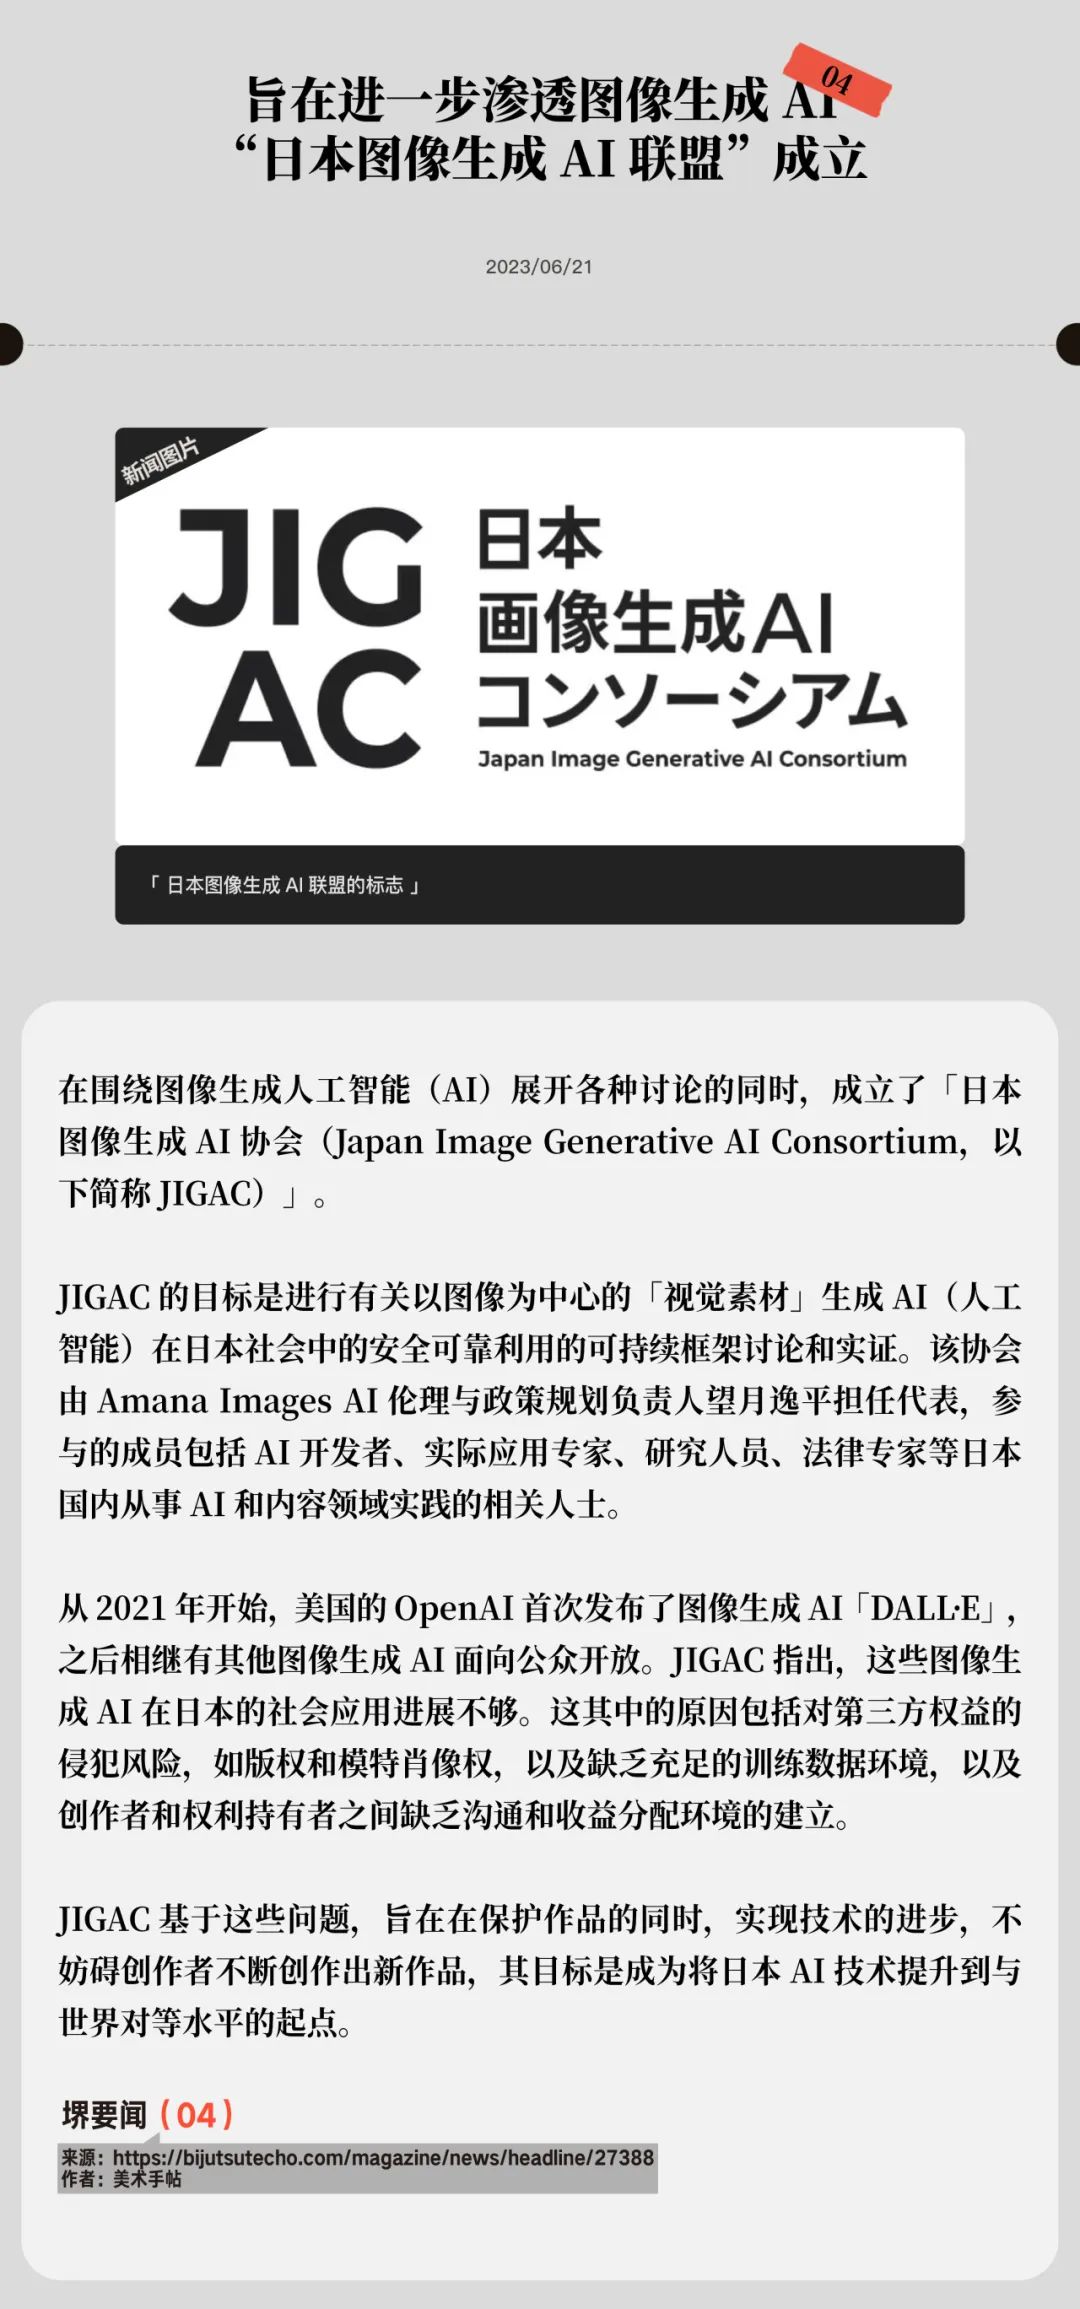 04
旨在进一步渗透图像生成 AI
“日本图像生成 AI 联盟”成立
2023/06/21
新闻图片
JIG
AC
日本
画像生成AI
コンソーシアム
Japan Image Generative AI Consortium
「 日本图像生成 AI 联盟的标志 」
在围绕图像生成人工智能（AI）展开各种讨论的同时，成立了「日本
图像生成 AI 协会（Japan Image Generative AI Consortium，以
下简称 JIGAC）」。
JIGAC 的目标是进行有关以图像为中心的「视觉素材」生成 AI（人工
智能）在日本社会中的安全可靠利用的可持续框架讨论和实证。该协会
由 Amana Images AI 伦理与政策规划负责人望月逸平担任代表，参
与的成员包括 AI 开发者、实际应用专家、研究人员、法律专家等日本
国内从事 AI 和内容领域实践的相关人士。
从 2021 年开始，美国的 OpenAI 首次发布了图像生成 AI「DALL·E」，
之后相继有其他图像生成 AI 面向公众开放。JIGAC 指出，这些图像生
成 AI 在日本的社会应用进展不够。这其中的原因包括对第三方权益的
侵犯风险，如版权和模特肖像权，以及缺乏充足的训练数据环境，以及
创作者和权利持有者之间缺乏沟通和收益分配环境的建立。
JIGAC 基于这些问题，旨在在保护作品的同时，实现技术的进步，不
妨碍创作者不断创作出新作品，其目标是成为将日本 AI 技术提升到与
世界对等水平的起点。
堺要闻（04）
来源：https://bijutsutecho.com/magazine/news/headline/27388
作者：美术手帖